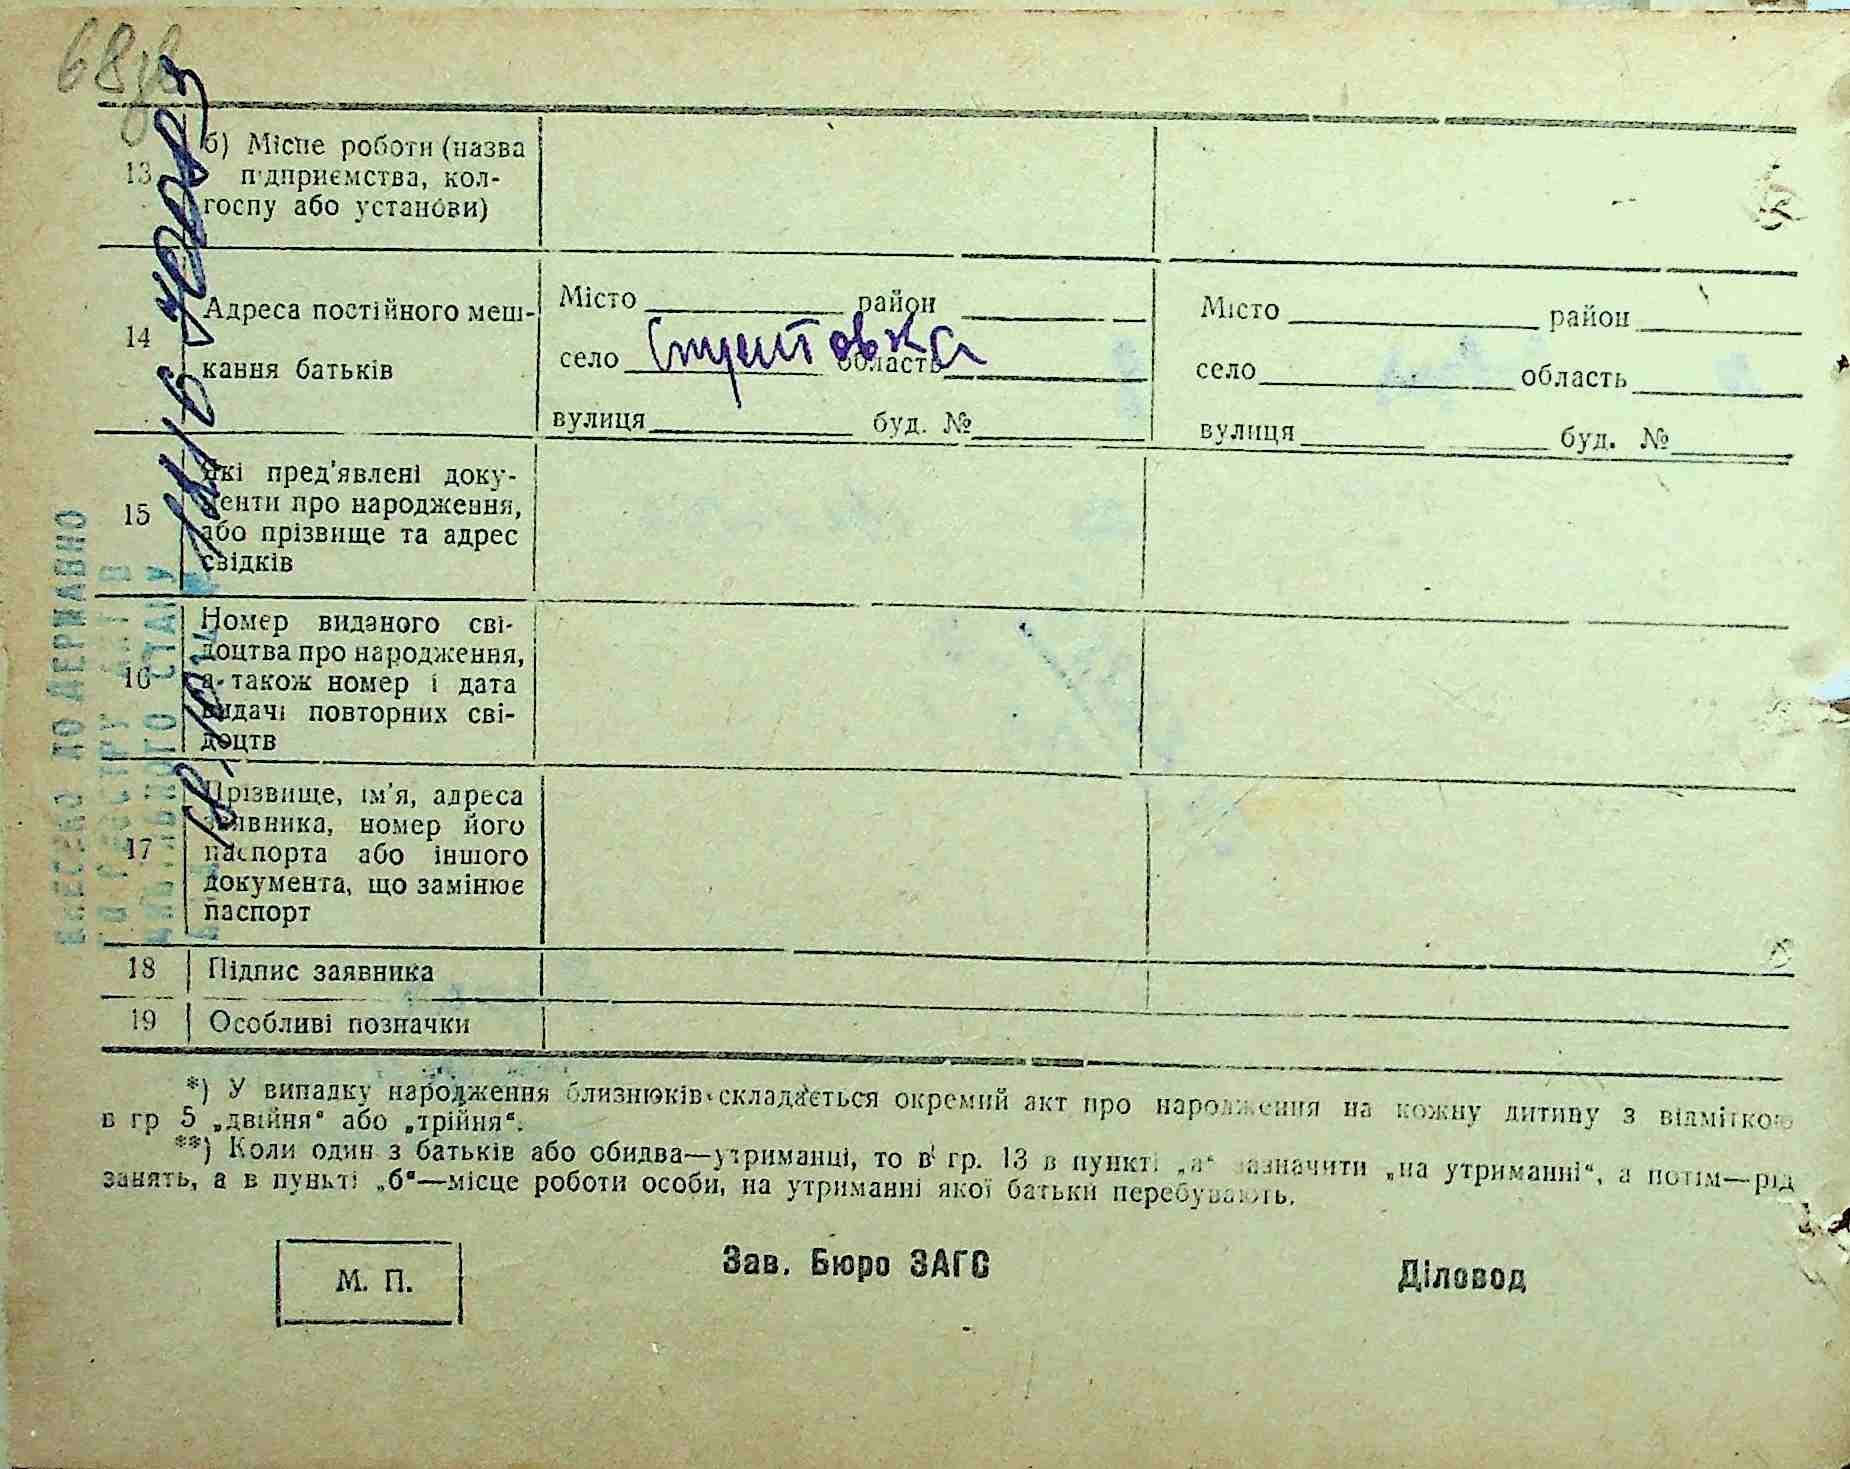 13 б) Місце роботи (назва
підприємства, кол-
госпу або установи)
14 Адреса постійного меш-
кання батьків
Місто район
село область
вулиця буд. №
Місто район
село область
вулиця буд. №
15 Які пред'явлені доку-
менти про народження,
або прізвище та адрес
свідків
16 Номер виданого сві-
доцтва про народження,
а також номер і дата
видачі повторних сві-
доцтв
17 Прізвище, ім'я, адреса
заявника, номер його
паспорта або іншого
документа, що замінює
паспорт
18 Підпис заявника
19 Особливі позначки
*) У випадку народження близнюків складається окремий акт про народження на кожну дитину з відміткою
в гр 5 „двійня“ або „трійня“.
**) Коли один з батьків або обидва—утриманці, то в гр. 13 в пункті „а“ зазначити „на утриманні“, а потім—рід
занять, а в пункті „б“—місце роботи особи, на утриманні якої батьки перебувають.
М. П.
Зав. Бюро ЗАГС
Діловод
ВНЕСЕНО ДО ДЕРЖАВНО